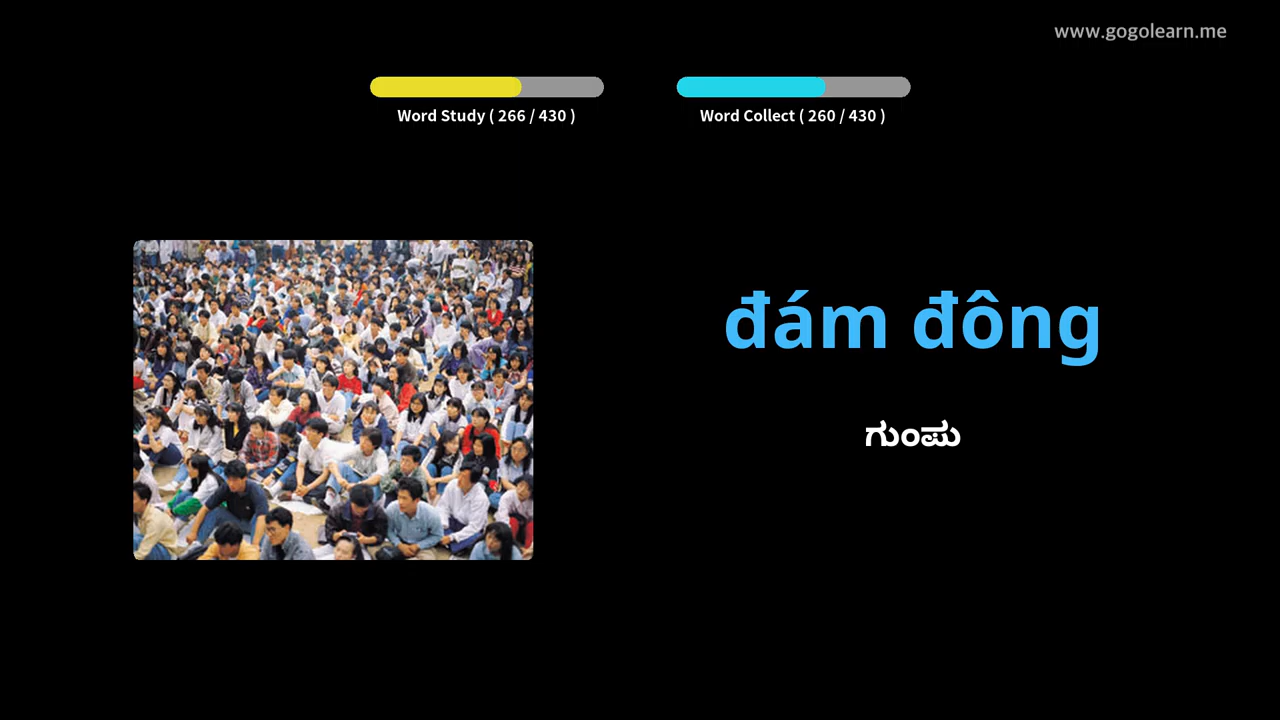 www.gogolearn.me
Word Study ( 266 / 430 )
Word Collect ( 260 / 430 )
đám đông
ಗುಂಪು